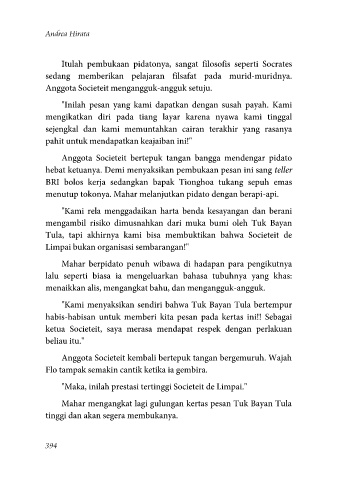 Andrea Hirata
Itulah pembukaan pidatonya, sangat filosofis seperti Socrates
sedang memberikan pelajaran filsafat pada murid-muridnya.
Anggota Societeit mengangguk-angguk setuju.
"Inilah pesan yang kami dapatkan dengan susah payah. Kami
mengikatkan diri pada tiang layar karena nyawa kami tinggal
sejengkal dan kami memuntahkan cairan terakhir yang rasanya
pahit untuk mendapatkan keajaiban ini!"
Anggota Societeit bertepuk tangan bangga mendengar pidato
hebat ketuanya. Demi menyaksikan pembukaan pesan ini sang teller
BRI bolos kerja sedangkan bapak Tionghoa tukang sepuh emas
menutup tokonya. Mahar melanjutkan pidato dengan berapi-api.
"Kami rela menggadaikan harta benda kesayangan dan berani
mengambil risiko dimusnahkan dari muka bumi oleh Tuk Bayan
Tula, tapi akhirnya kami bisa membuktikan bahwa Societeit de
Limpai bukan organisasi sembarangan!"
Mahar berpidato penuh wibawa di hadapan para pengikutnya
lalu seperti biasa ia mengeluarkan bahasa tubuhnya yang khas:
menaikkan alis, mengangkat bahu, dan mengangguk-angguk.
"Kami menyaksikan sendiri bahwa Tuk Bayan Tula bertempur
habis-habisan untuk memberi kita pesan pada kertas ini!! Sebagai
ketua Societeit, saya merasa mendapat respek dengan perlakuan
beliau itu."
Anggota Societeit kembali bertepuk tangan bergemuruh. Wajah
Flo tampak semakin cantik ketika ia gembira.
"Maka, inilah prestasi tertinggi Societeit de Limpai."
Mahar mengangkat lagi gulungan kertas pesan Tuk Bayan Tula
tinggi dan akan segera membukanya.
394